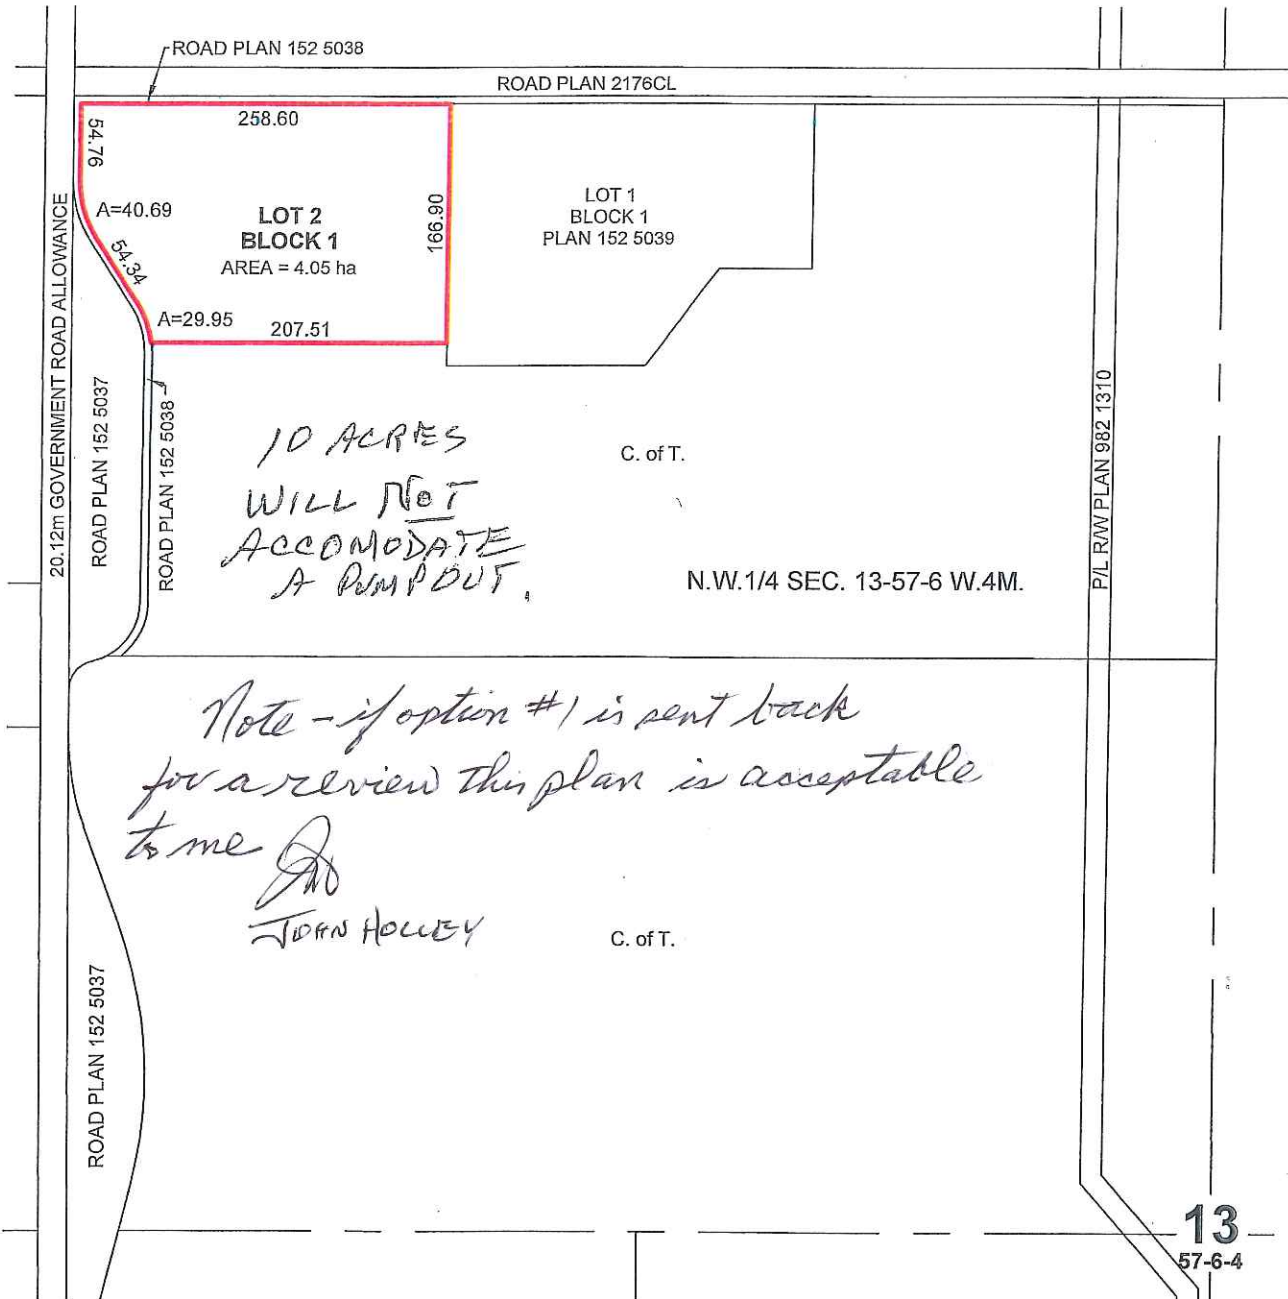 ROAD PLAN 152 5038
ROAD PLAN 2176CL
258.60
54.76
A=40.69
54.34
A=29.95
207.51
166.90
LOT 2
BLOCK 1
AREA = 4.05 ha
LOT 1
BLOCK 1
PLAN 152 5039
20.12m GOVERNMENT ROAD ALLOWANCE
ROAD PLAN 152 5037
ROAD PLAN 152 5038
P/L R/W PLAN 982 1310
10 ACRES
WILL NOT
ACCOMODATE
A PUMPOUT.
C. of T.
N.W.1/4 SEC. 13-57-6 W.4M.
Note - if option #1 is sent back
for a review this plan is acceptable
to me
JOHN HOLLEY
C. of T.
ROAD PLAN 152 5037
13
57-6-4